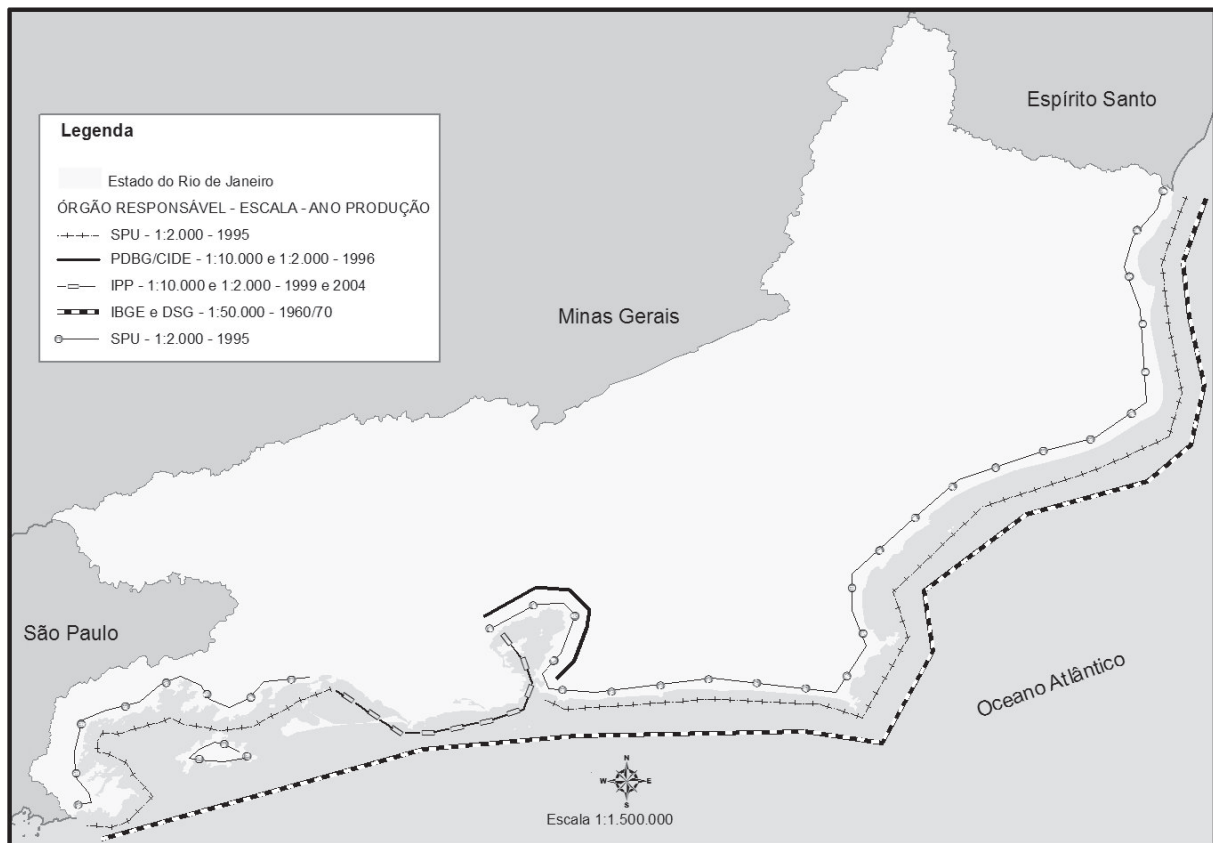 Espírito Santo
Legenda
Estado do Rio de Janeiro
ÓRGÃO RESPONSÁVEL - ESCALA - ANO PRODUÇÃO
SPU - 1:2.000 - 1995
PDBG/CIDE - 1:10.000 e 1:2.000 - 1996
IPP - 1:10.000 e 1:2.000 - 1999 e 2004
IBGE e DSG - 1:50.000 - 1960/70
SPU - 1:2.000 - 1995
Minas Gerais
São Paulo
Oceano Atlântico
N
W E
S
Escala 1:1.500.000